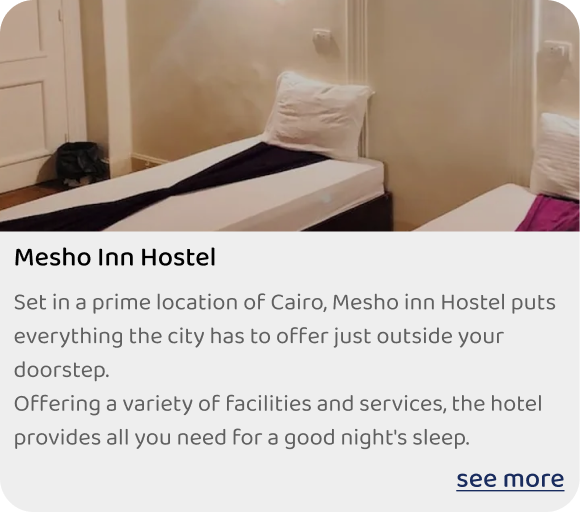 Mesho Inn Hostel
Set in a prime location of Cairo, Mesho inn Hostel puts
everything the city has to offer just outside your
doorstep.
Offering a variety of facilities and services, the hotel
provides all you need for a good night's sleep.
see more